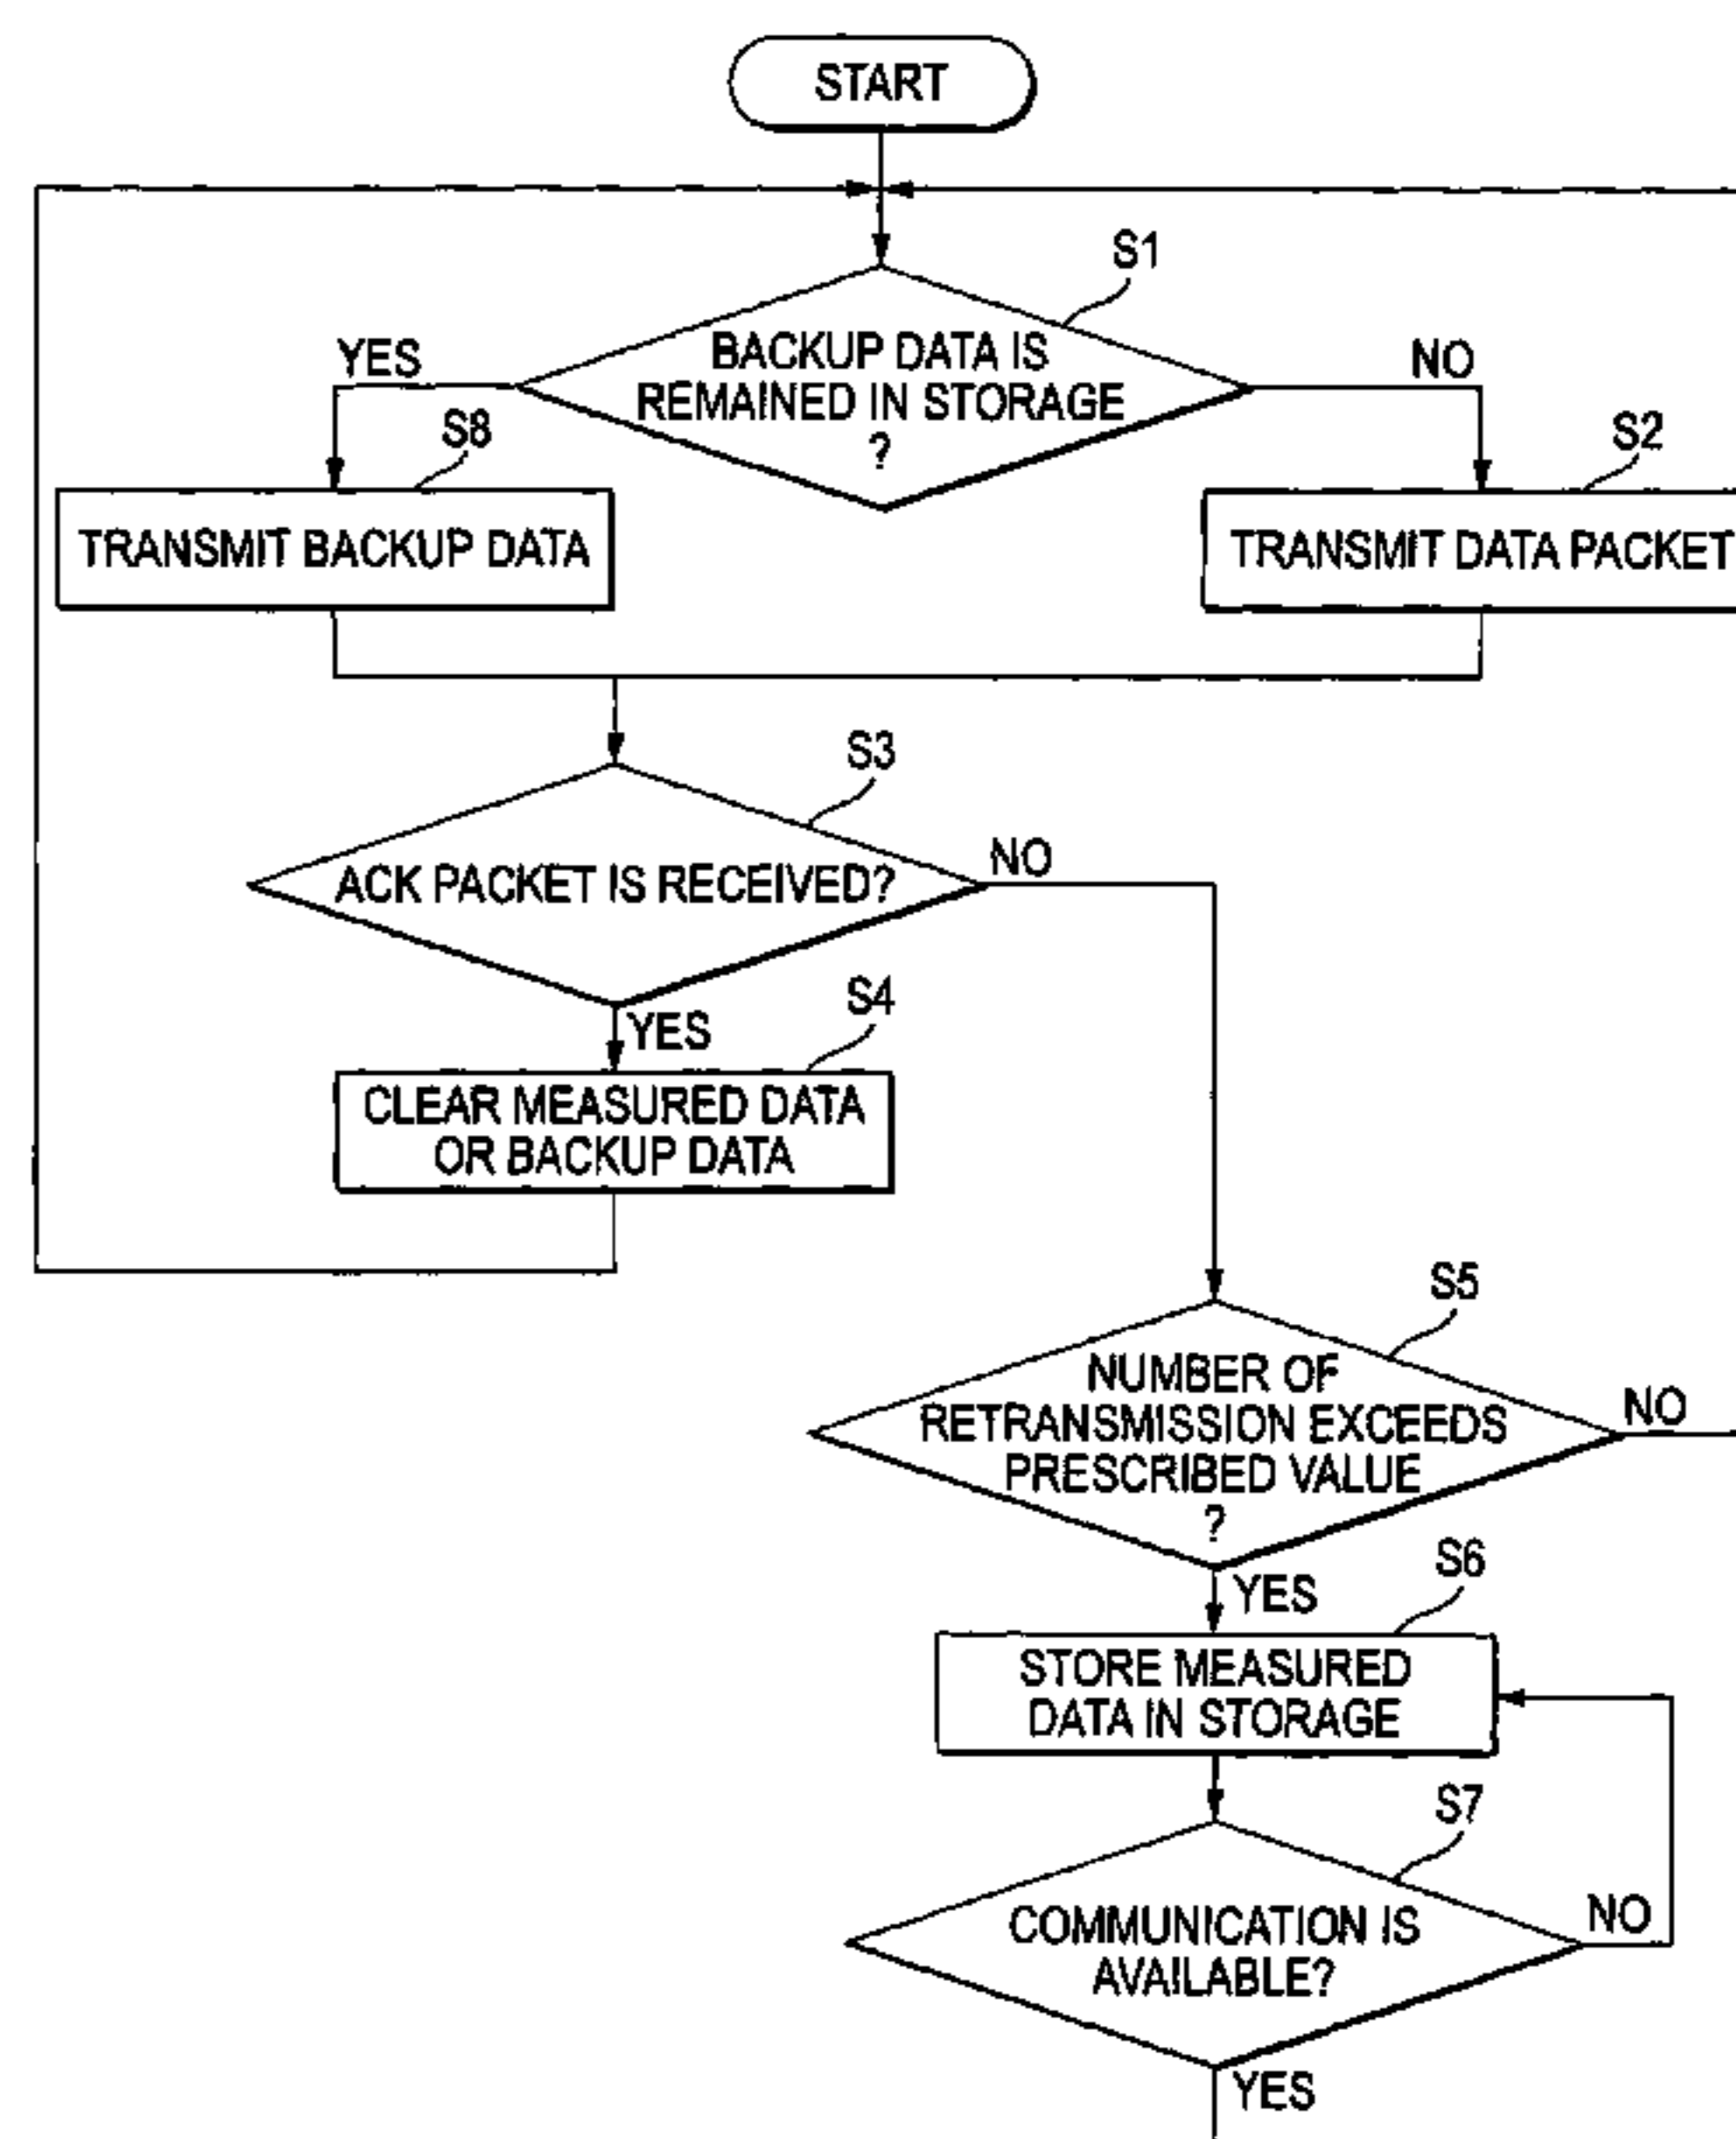 START
S1
BACKUP DATA IS
REMAINED IN STORAGE
?
YES
NO
S8
S2
TRANSMIT BACKUP DATA
TRANSMIT DATA PACKET
S3
ACK PACKET IS RECEIVED?
NO
YES
S4
CLEAR MEASURED DATA
OR BACKUP DATA
S5
NUMBER OF
RETRANSMISSION EXCEEDS
PRESCRIBED VALUE
?
NO
YES
S6
STORE MEASURED
DATA IN STORAGE
S7
COMMUNICATION IS
AVAILABLE?
NO
YES